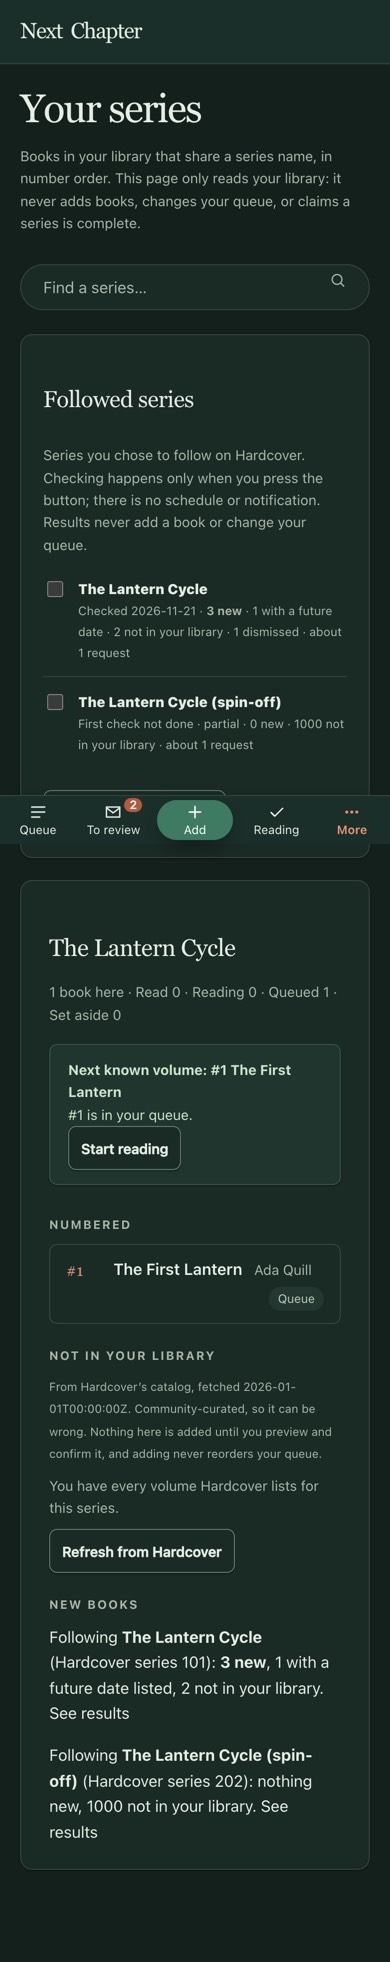 Next Chapter
Your series
Books in your library that share a series name, in
number order. This page only reads your library: it
never adds books, changes your queue, or claims a
series is complete.
Find a series...
Followed series
Series you chose to follow on Hardcover.
Checking happens only when you press the
button; there is no schedule or notification.
Results never add a book or change your
queue.
The Lantern Cycle
Checked 2026-11-21 · 3 new · 1 with a future
date · 2 not in your library · 1 dismissed · about
1 request
The Lantern Cycle (spin-off)
First check not done · partial · 0 new · 1000 not
in your library · about 1 request
Queue
To review
2
Add
Reading
More
The Lantern Cycle
1 book here · Read 0 · Reading 0 · Queued 1 ·
Set aside 0
Next known volume: #1 The First
Lantern
#1 is in your queue.
Start reading
NUMBERED
#1 The First Lantern Ada Quill
Queue
NOT IN YOUR LIBRARY
From Hardcover's catalog, fetched 2026-01-
01T00:00:00Z. Community-curated, so it can be
wrong. Nothing here is added until you preview and
confirm it, and adding never reorders your queue.
You have every volume Hardcover lists for
this series.
Refresh from Hardcover
NEW BOOKS
Following The Lantern Cycle
(Hardcover series 101): 3 new, 1 with a
future date listed, 2 not in your library.
See results
Following The Lantern Cycle (spin-
off) (Hardcover series 202): nothing
new, 1000 not in your library. See
results